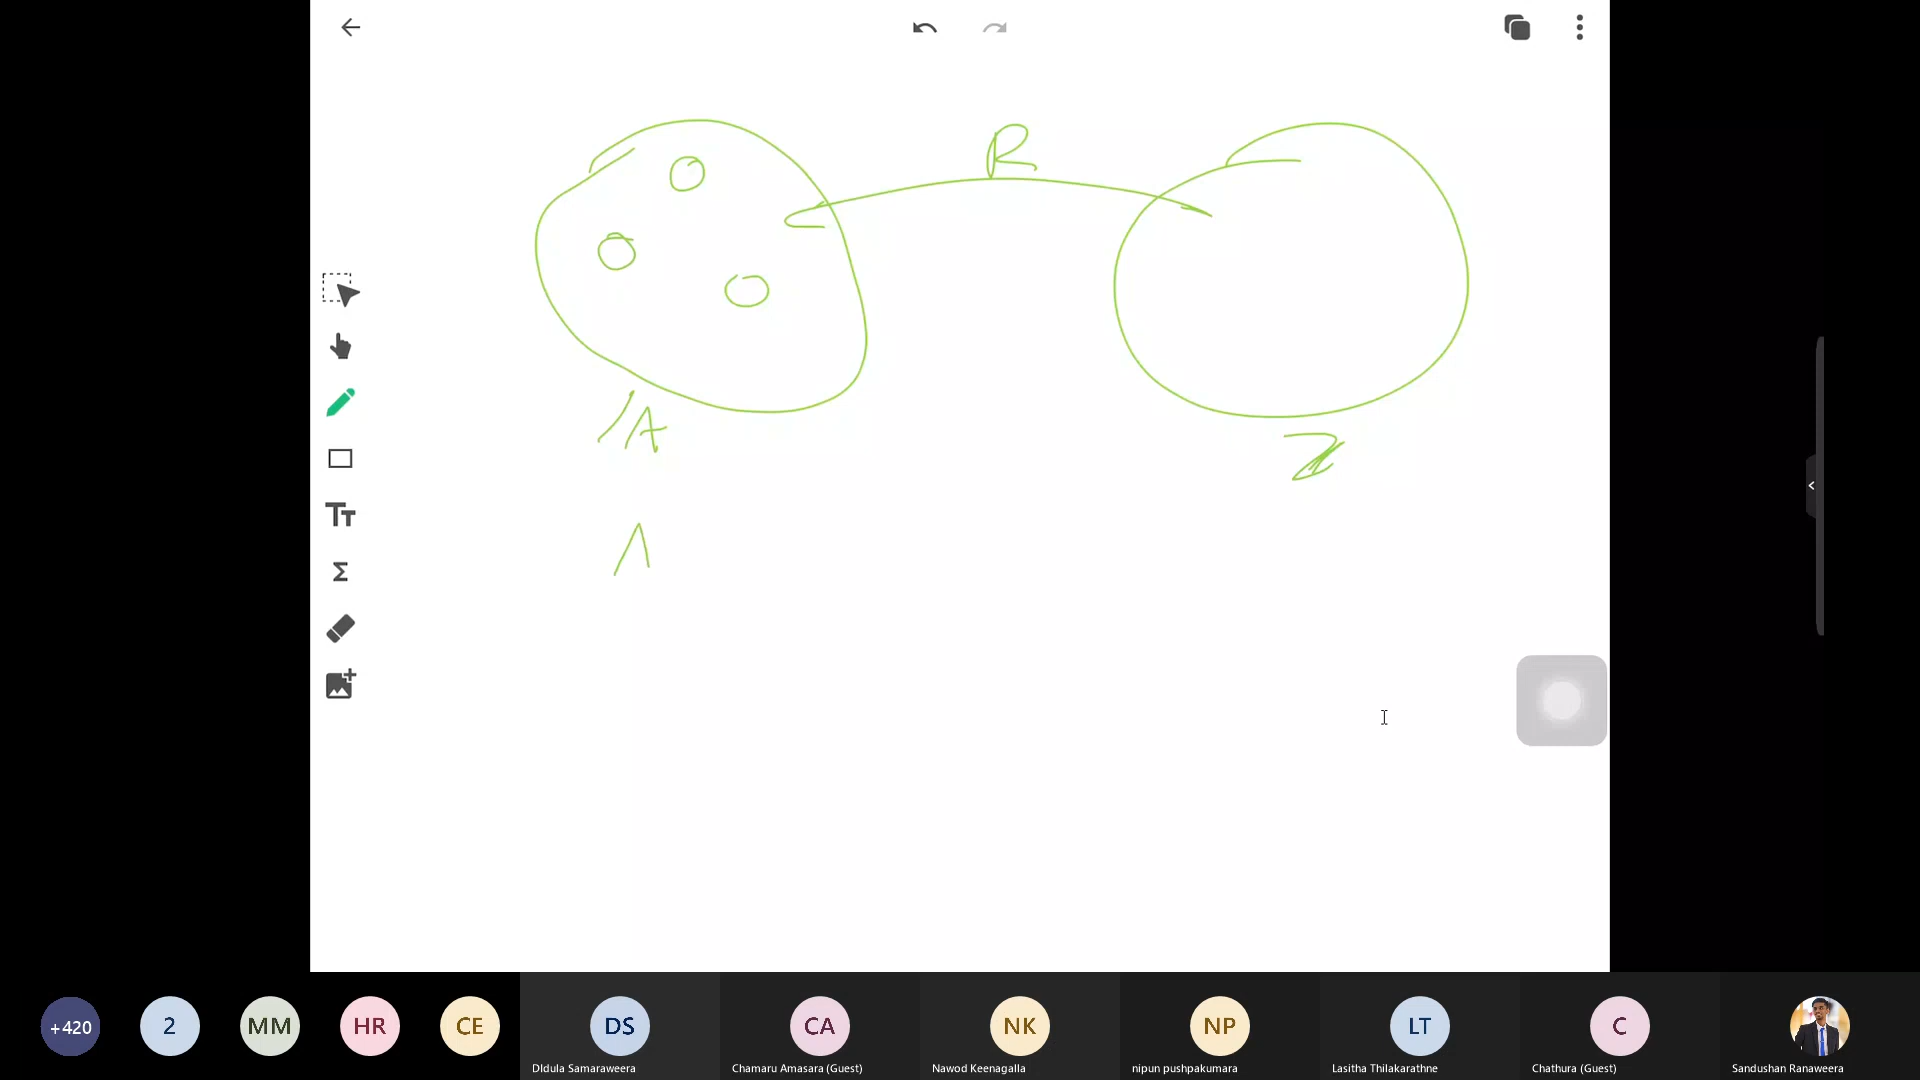 R
A
Z
Tт
Σ
+420
2
MM
HR
CE
DS
CA
NK
NP
LT
C
DIdula Samaraweera
Chamaru Amasara (Guest)
Nawod Keenagalla
nipun pushpakumara
Lasitha Thilakarathne
Chathura (Guest)
Sandushan Ranaweera